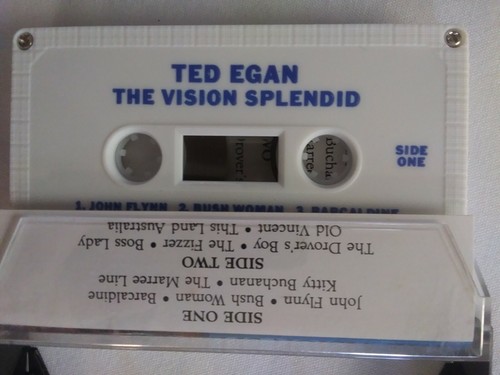 TED EGAN
THE VISION SPLENDID
SIDE
ONE
1. JOHN FLYNN 2. BUSH WOMAN 3. BARCALDINE
SIDE ONE
John Flynn • Bush Woman • Barcaldine
Kitty Buchanan • The Marree Line
SIDE TWO
The Drover's Boy • The Fizzer • Boss Lady
Old Vincent • This Land Australia